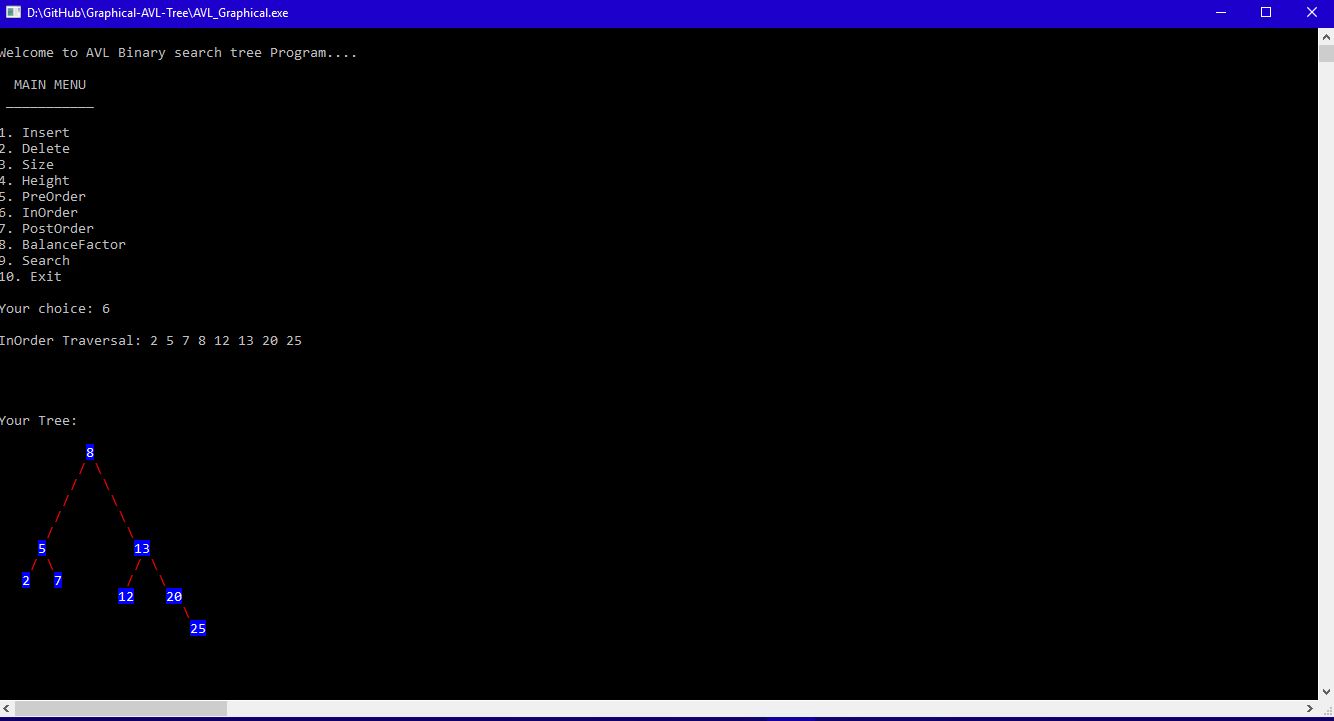 D:\GitHub\Graphical-AVL-Tree\AVL_Graphical.exe
Welcome to AVL Binary search tree Program....
MAIN MENU
___________
1. Insert
2. Delete
3. Size
4. Height
5. PreOrder
6. InOrder
7. PostOrder
8. BalanceFactor
9. Search
10. Exit
Your choice: 6
InOrder Traversal: 2 5 7 8 12 13 20 25
Your Tree:
8
5 13
2 7
12 20
25